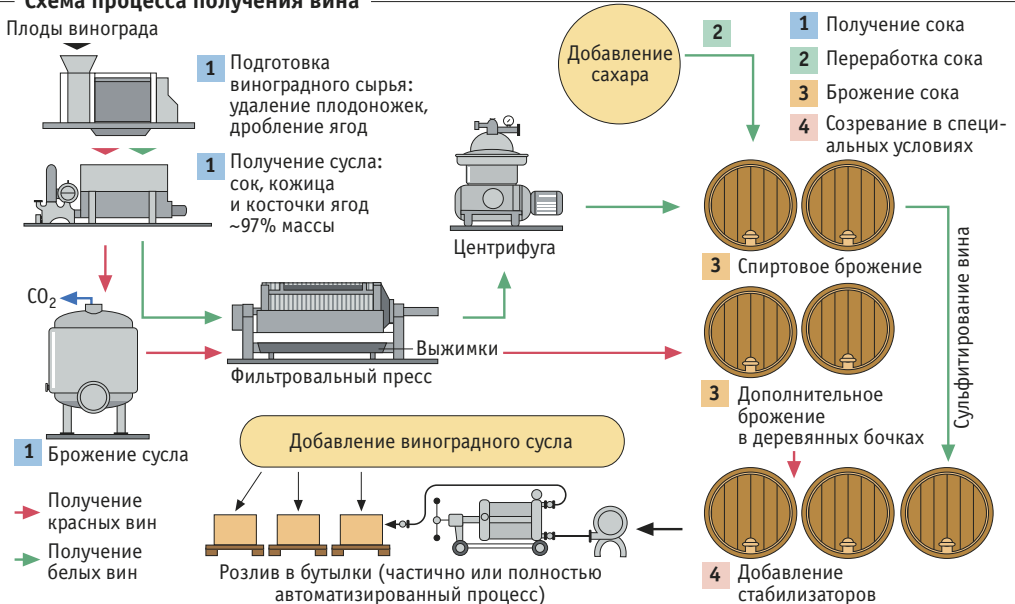 Схема процесса получения вина
Плоды винограда
1 Подготовка
виноградного сырья:
удаление плодоножек,
дробление ягод
1 Получение сусла:
сок, кожица
и косточки ягод
~97% массы
Добавление
сахара
2
1 Получение сока
2 Переработка сока
3 Брожение сока
4 Созревание в специ-
альных условиях
Центрифуга
3 Спиртовое брожение
CO2
Выжимки
Фильтровальный пресс
3 Дополнительное
брожение
в деревянных бочках
Сульфитирование вина
1 Брожение сусла
Добавление виноградного сусла
Получение
красных вин
Получение
белых вин
Розлив в бутылки (частично или полностью
автоматизированный процесс)
4 Добавление
стабилизаторов